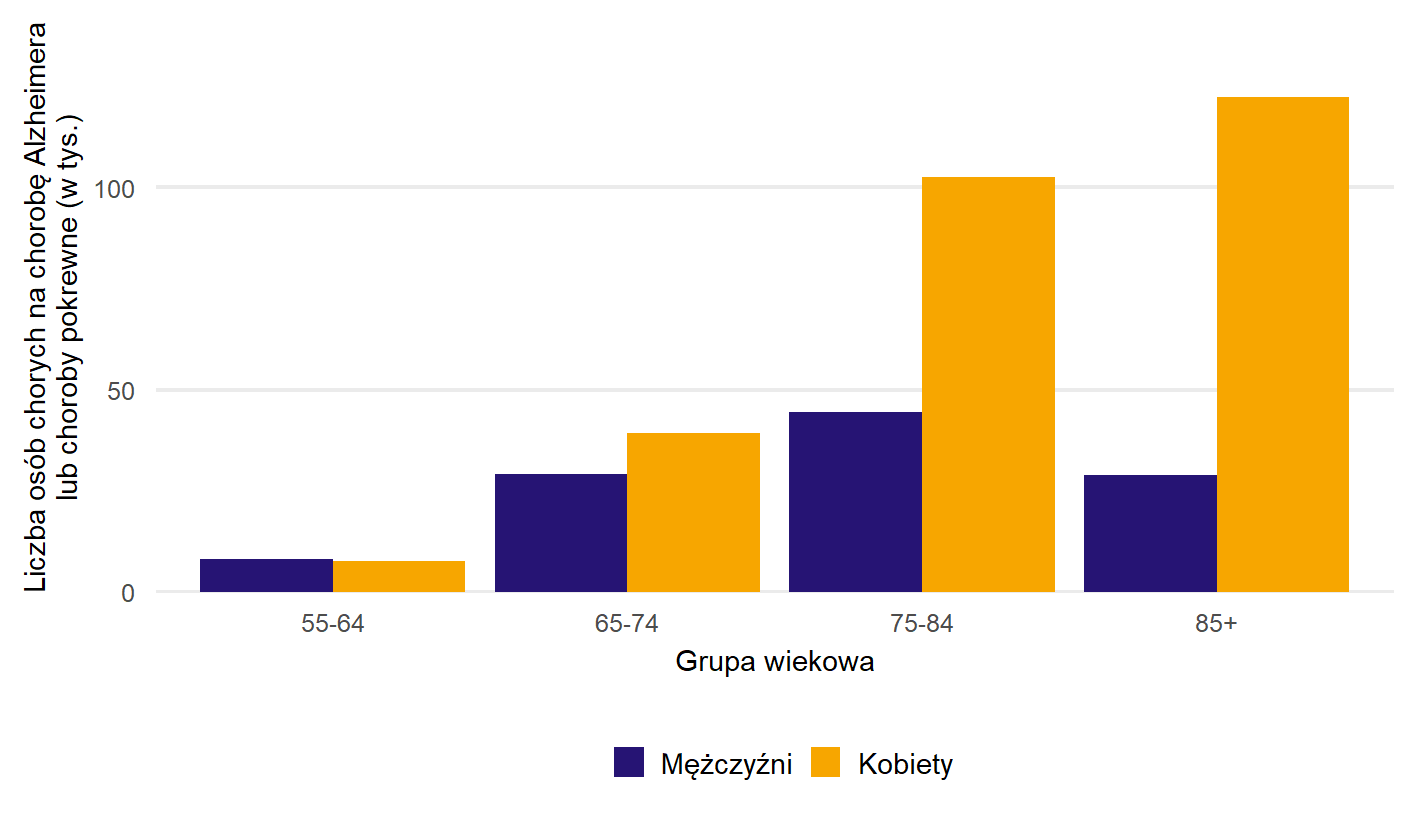 Liczba osób chorych na chorobę Alzheimera
lub choroby pokrewne (w tys.)
100
50
0
55-64
65-74
75-84
85+
Grupa wiekowa
Mężczyźni
Kobiety